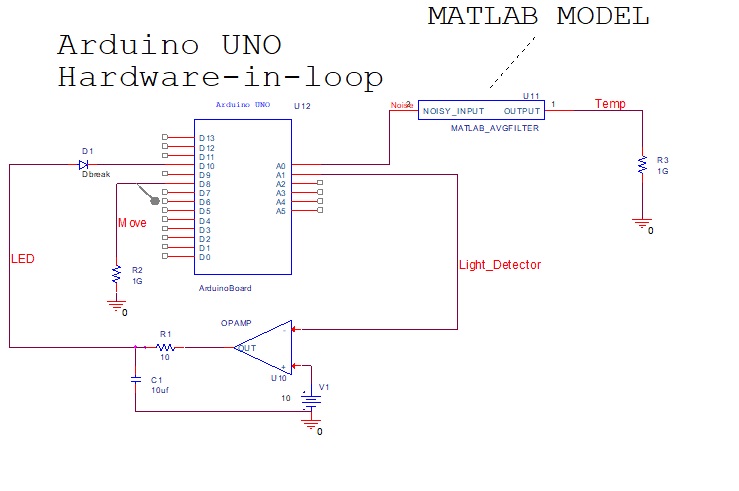 MATLAB MODEL
Arduino UNO
Hardware-in-loop
Arduino UNO
U12
U11
Noise
2
NOISY_INPUT
OUTPUT
1
Temp
MATLAB_AVGFILTER
D1
Dbreak
D13
D12
D11
D10
D9
D8
D7
D6
D5
D4
D3
D2
D1
D0
A0
A1
A2
A3
A4
A5
R3
1G
0
Move
LED
R2
1G
0
ArduinoBoard
Light_Detector
OPAMP
R1
10
OUT
-
+
U10
C1
10uf
V1
10
0